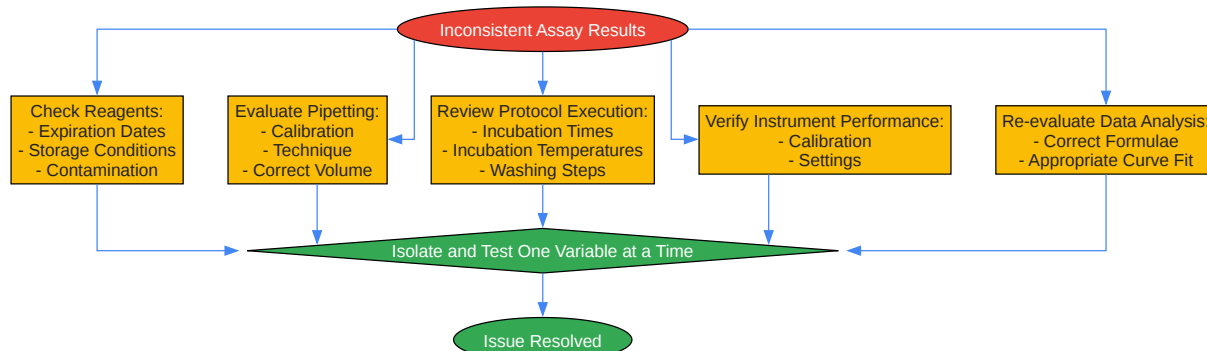 Inconsistent Assay Results
Check Reagents:
- Expiration Dates
- Storage Conditions
- Contamination
Evaluate Pipetting:
- Calibration
- Technique
- Correct Volume
Review Protocol Execution:
- Incubation Times
- Incubation Temperatures
- Washing Steps
Verify Instrument Performance:
- Calibration
- Settings
Re-evaluate Data Analysis:
- Correct Formulae
- Appropriate Curve Fit
Isolate and Test One Variable at a Time
Issue Resolved